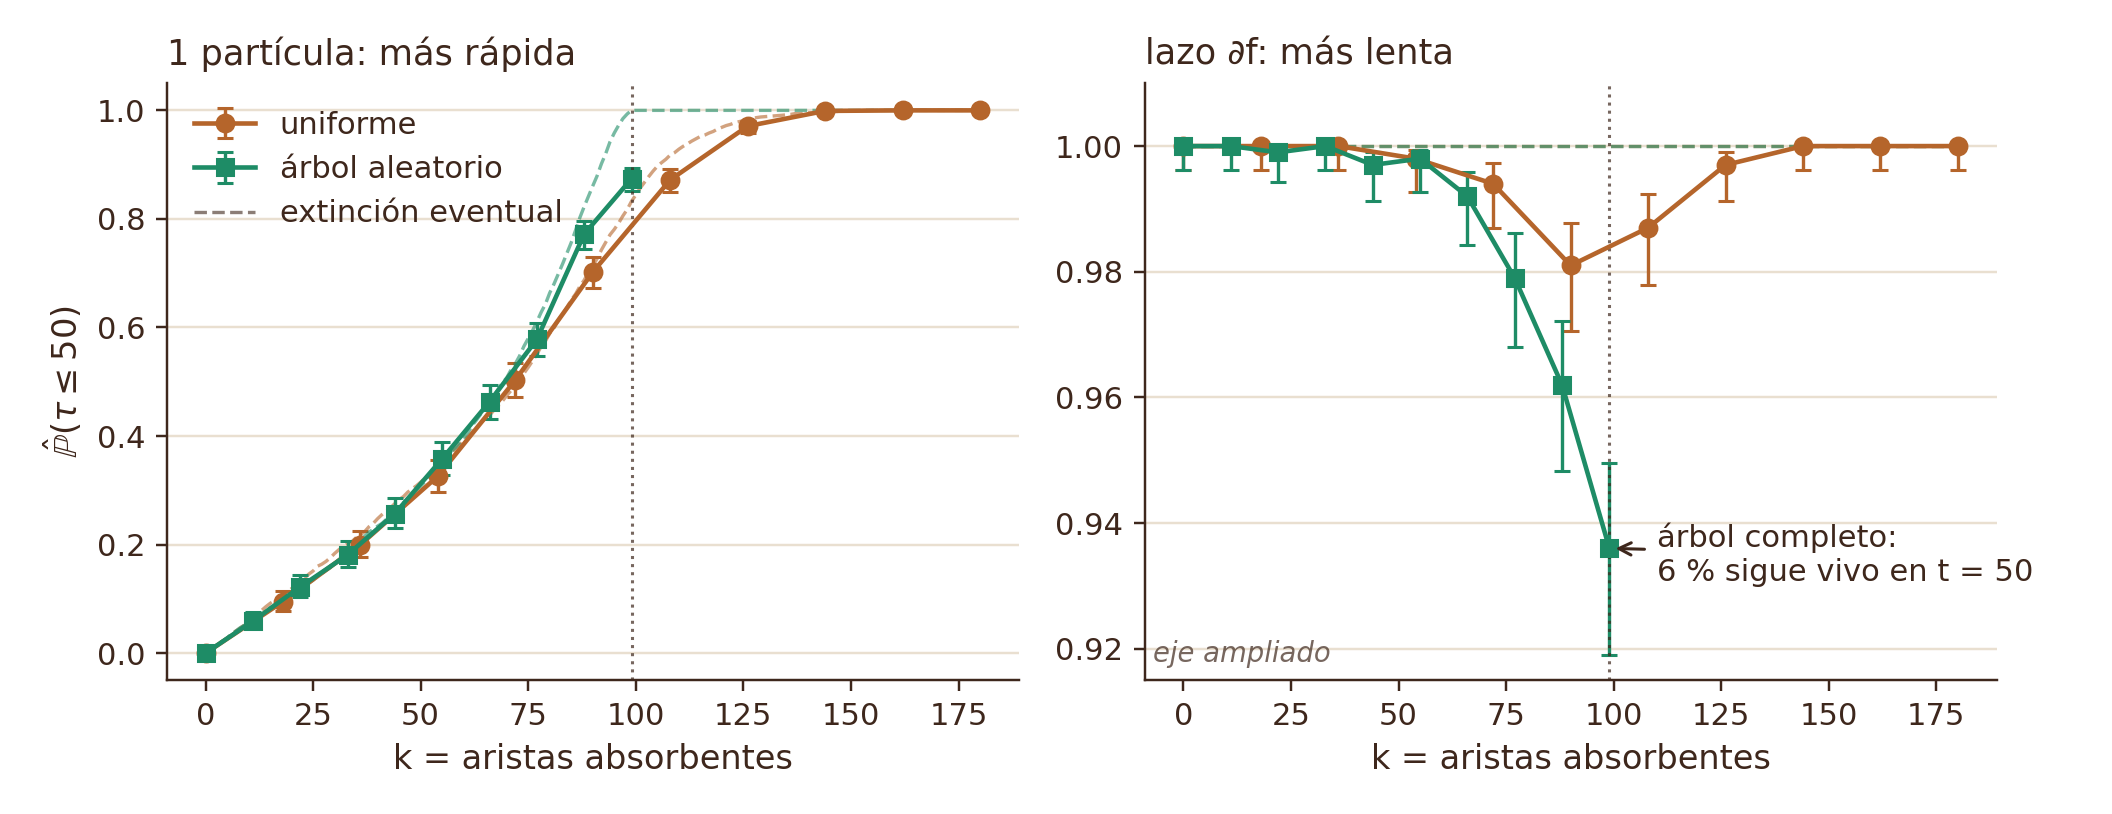 1 partícula: más rápida
uniforme
árbol aleatorio
extinción eventual
ℙ̂(τ ≤ 50)
1.0
0.8
0.6
0.4
0.2
0.0
0 25 50 75 100 125 150 175
k = aristas absorbentes
lazo ∂f: más lenta
1.00
0.98
0.96
0.94
0.92
árbol completo:
6 % sigue vivo en t = 50
eje ampliado
0 25 50 75 100 125 150 175
k = aristas absorbentes